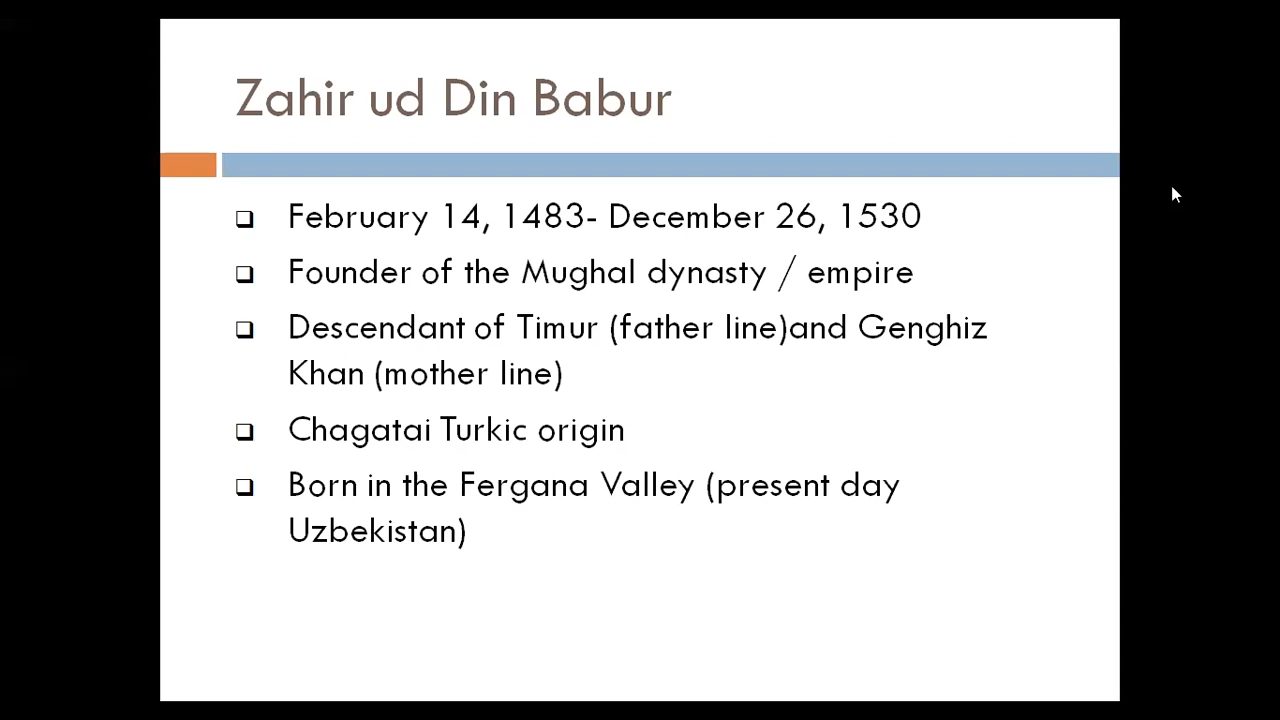 Zahir ud Din Babur
February 14, 1483- December 26, 1530
Founder of the Mughal dynasty / empire
Descendant of Timur (father line)and Genghiz
Khan (mother line)
Chagatai Turkic origin
Born in the Fergana Valley (present day
Uzbekistan)